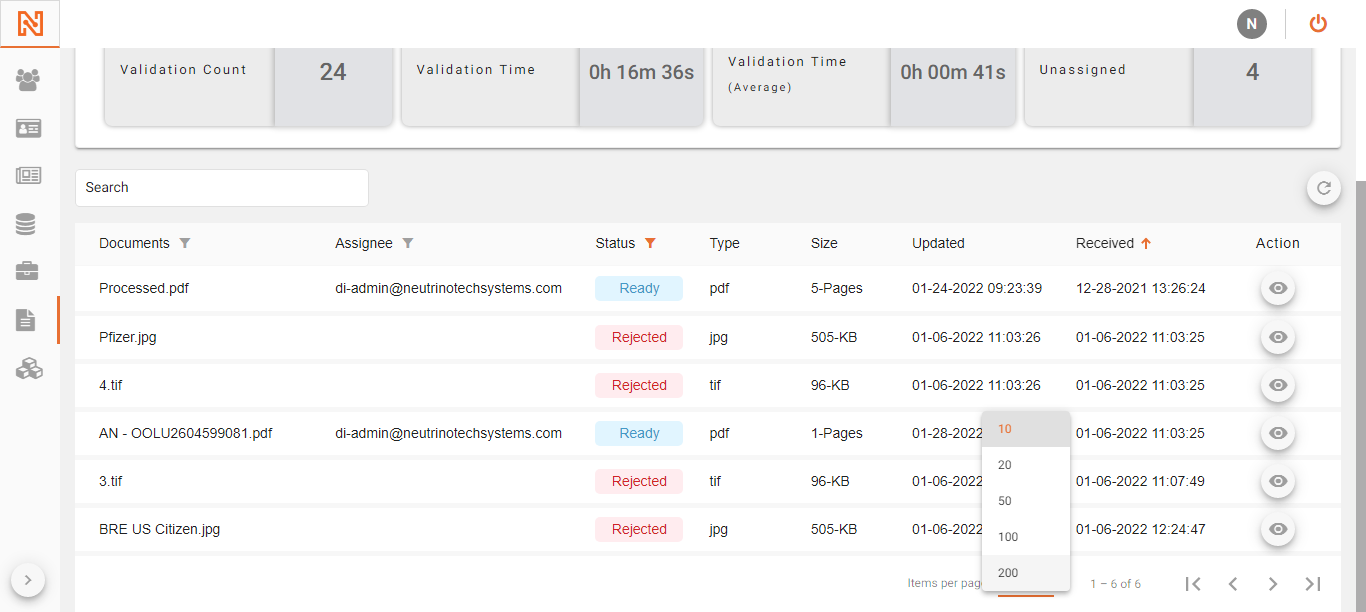 N
Validation Count 24 Validation Time 0h 16m 36s Validation Time (Average) 0h 00m 41s Unassigned 4
Search
Documents Assignee Status Type Size Updated Received Action
Processed.pdf di-admin@neutrinotechsystems.com Ready pdf 5-Pages 01-24-2022 09:23:39 12-28-2021 13:26:24
Pfizer.jpg Rejected jpg 505-KB 01-06-2022 11:03:26 01-06-2022 11:03:25
4.tif Rejected tif 96-KB 01-06-2022 11:03:26 01-06-2022 11:03:25
AN - OOLU2604599081.pdf di-admin@neutrinotechsystems.com Ready pdf 1-Pages 01-28-2022 01-06-2022 11:03:25
3.tif Rejected tif 96-KB 01-06-2022 01-06-2022 11:07:49
BRE US Citizen.jpg Rejected jpg 505-KB 01-06-2022 01-06-2022 12:24:47
10
20
50
100
200
Items per pag 1 – 6 of 6